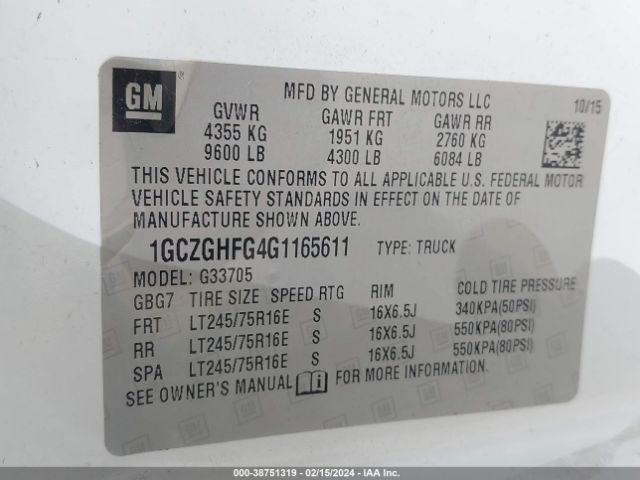 GM
®
MFD BY GENERAL MOTORS LLC
10/15
GVWR GAWR FRT GAWR RR
4355 KG 1951 KG 2760 KG
9600 LB 4300 LB 6084 LB
THIS VEHICLE CONFORMS TO ALL APPLICABLE U.S. FEDERAL MOTOR
VEHICLE SAFETY STANDARDS IN EFFECT ON THE DATE OF
MANUFACTURE SHOWN ABOVE.
1GCZGHFG4G1165611 TYPE: TRUCK
MODEL: G33705
GBG7 TIRE SIZE SPEED RTG RIM COLD TIRE PRESSURE
FRT LT245/75R16E S 16X6.5J 340KPA(50PSI)
RR LT245/75R16E S 16X6.5J 550KPA(80PSI)
SPA LT245/75R16E S 16X6.5J 550KPA(80PSI)
SEE OWNER'S MANUAL FOR MORE INFORMATION.
000-38751319 - 02/15/2024 - IAA Inc.